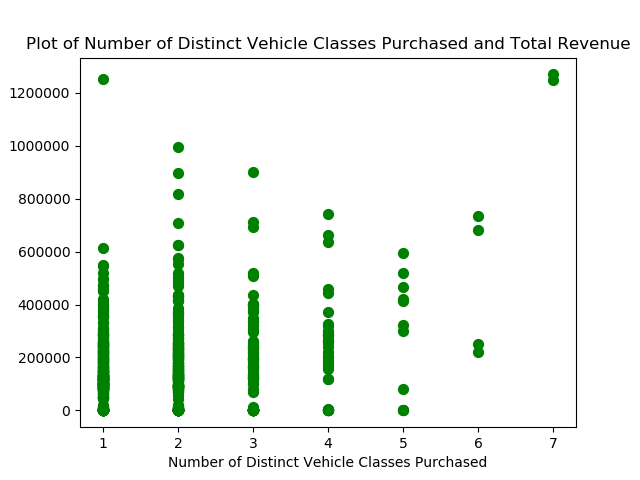 Plot of Number of Distinct Vehicle Classes Purchased and Total Revenue
1200000
1000000
800000
600000
400000
200000
0
1 2 3 4 5 6 7
Number of Distinct Vehicle Classes Purchased